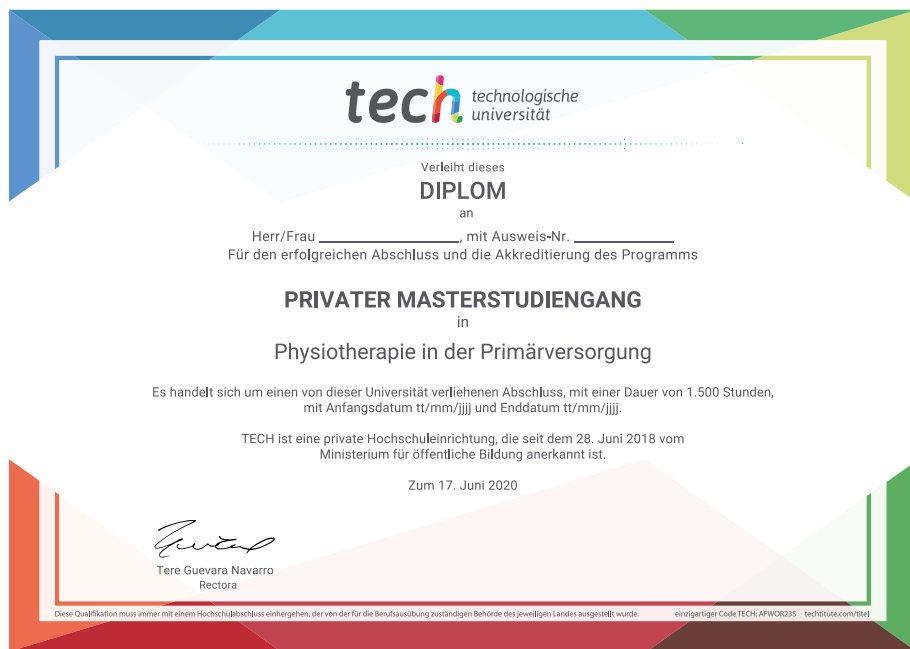 tech technologische
universität
Verleiht dieses
DIPLOM
an
Herr/Frau ____________________, mit Ausweis-Nr. ______________
Für den erfolgreichen Abschluss und die Akkreditierung des Programms
PRIVATER MASTERSTUDIENGANG
in
Physiotherapie in der Primärversorgung
Es handelt sich um einen von dieser Universität verliehenen Abschluss, mit einer Dauer von 1.500 Stunden,
mit Anfangsdatum tt/mm/jjjj und Enddatum tt/mm/jjjj.
TECH ist eine private Hochschuleinrichtung, die seit dem 28. Juni 2018 vom
Ministerium für öffentliche Bildung anerkannt ist.
Zum 17. Juni 2020
Tere Guevara Navarro
Rectora
Diese Qualifikation muss immer mit einem Hochschulabschluss einhergehen, der von der für die Berufsausübung zuständigen Behörde des jeweiligen Landes ausgestellt wurde. einzigartiger Code TECH: AFWOR23S techtitute.com/titel